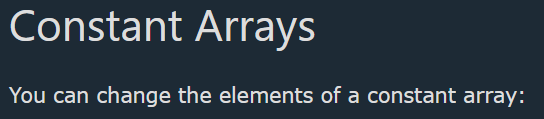 Constant Arrays
You can change the elements of a constant array: